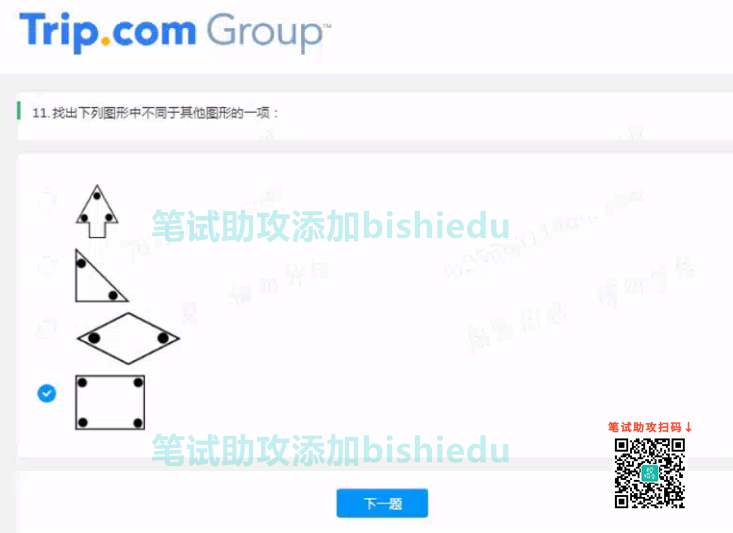 Trip.com Group™
11. 找出下列图形中不同于其他图形的一项：
笔试助攻添加bishiedu
笔试助攻扫码↓
笔试助攻添加bishiedu
下一题